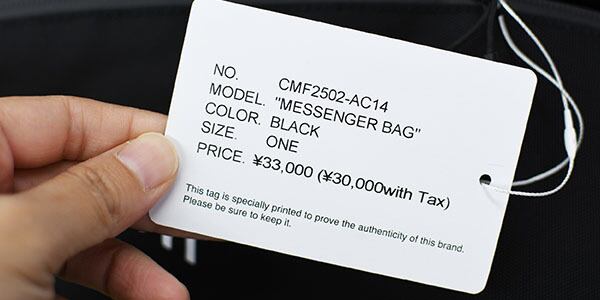 NO. CMF2502-AC14
MODEL. "MESSENGER BAG"
COLOR. BLACK
SIZE. ONE
PRICE. ¥33,000 (¥30,000with Tax)
This tag is specially printed to prove the authenticity of this brand.
Please be sure to keep it.